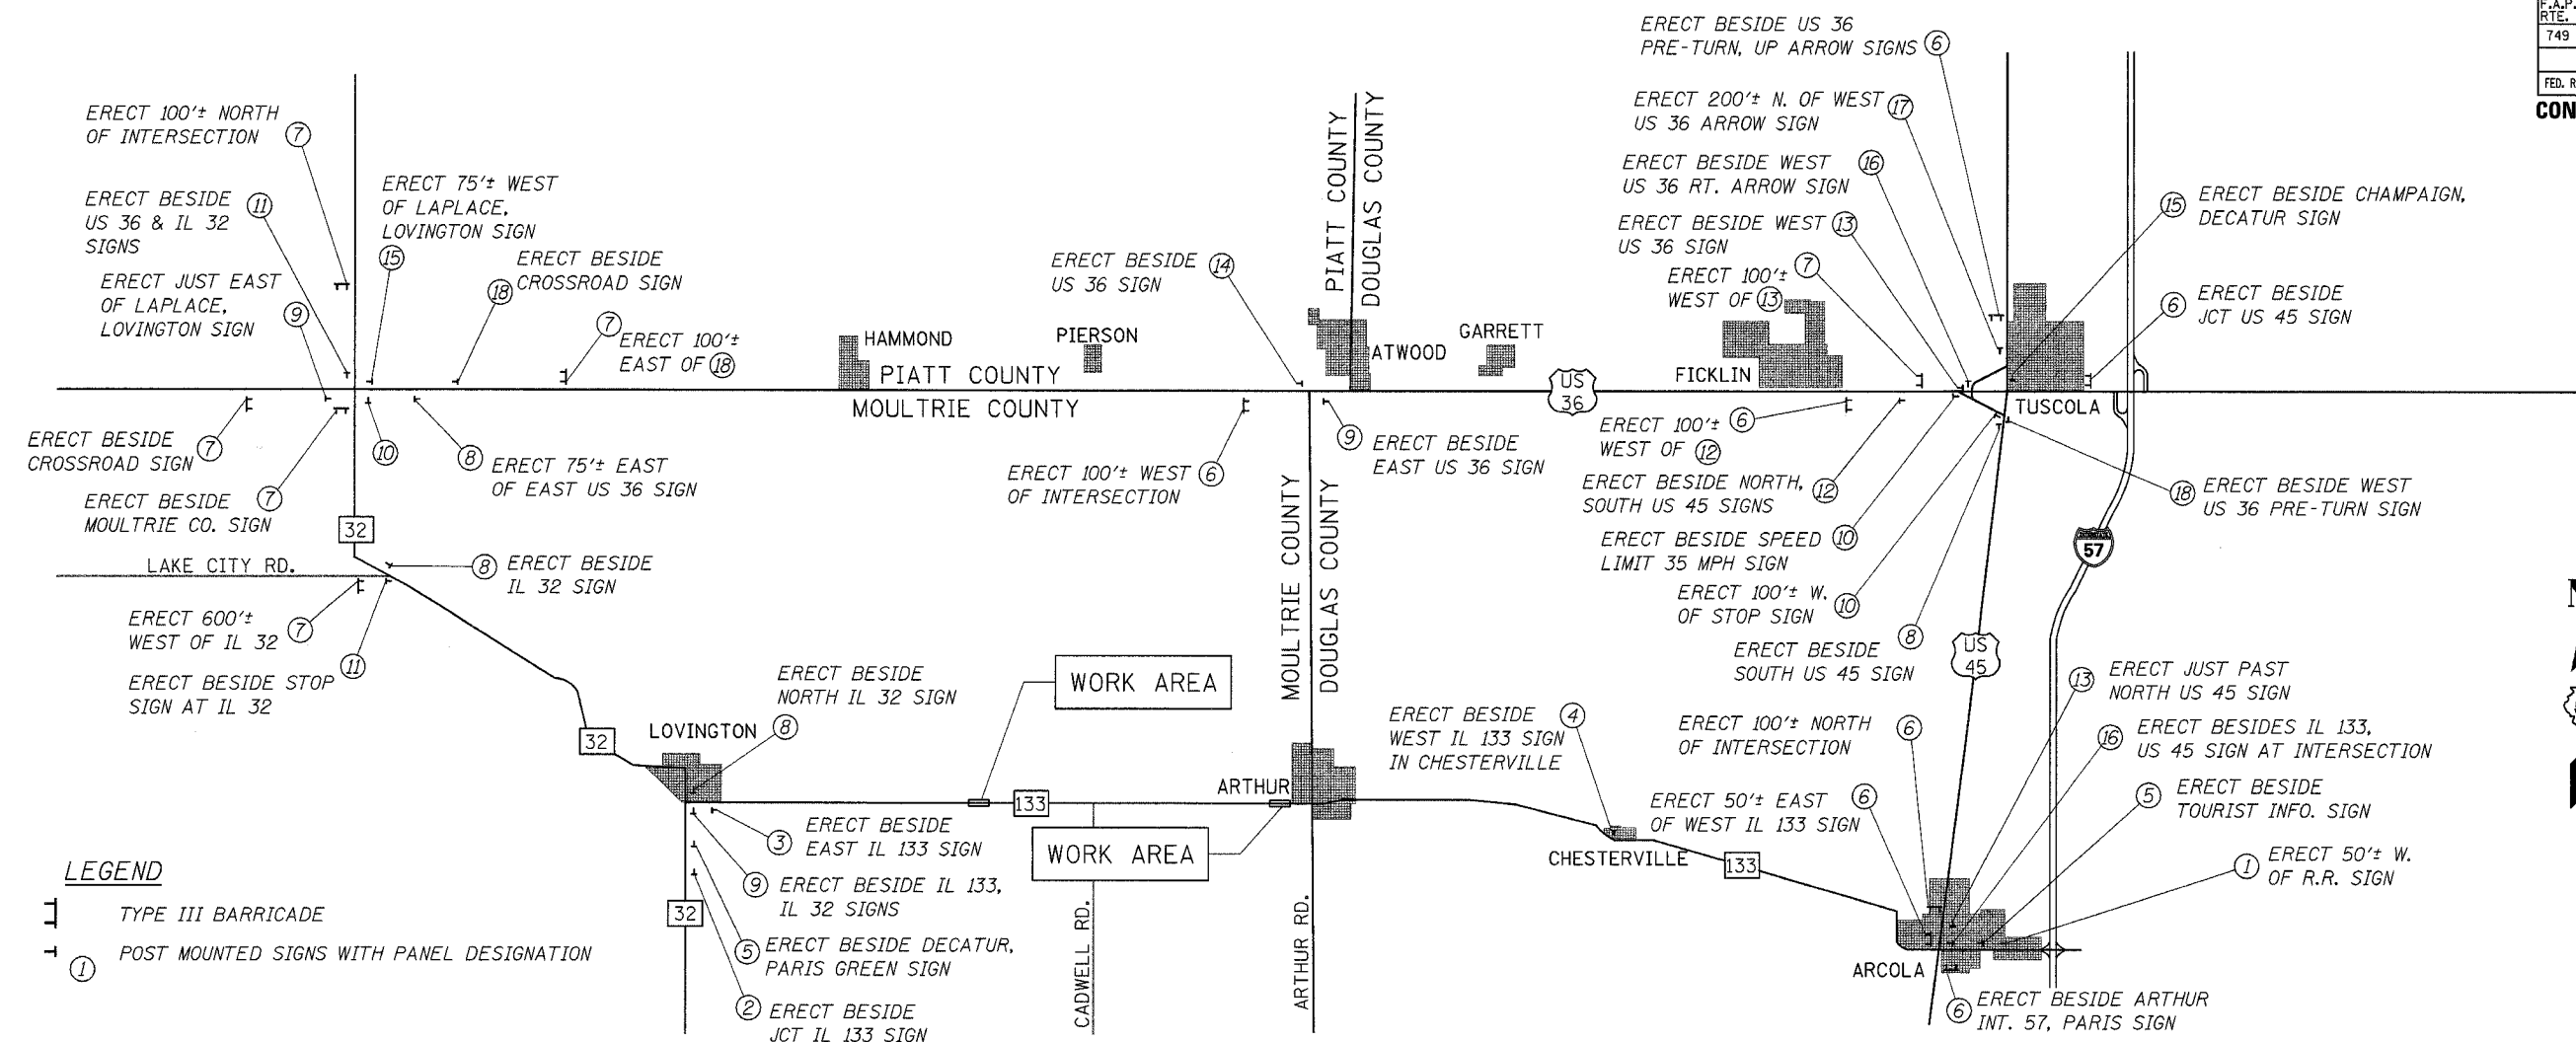 ERECT 100'± NORTH
OF INTERSECTION
7
ERECT BESIDE
US 36 & IL 32
SIGNS
11
ERECT JUST EAST
OF LAPLACE,
LOVINGTON SIGN
9
ERECT 75'± WEST
OF LAPLACE,
LOVINGTON SIGN
15
ERECT BESIDE
CROSSROAD SIGN
18
7
ERECT 100'±
EAST OF 18
HAMMOND
PIERSON
PIATT COUNTY
MOULTRIE COUNTY
ERECT BESIDE
US 36 SIGN
14
PIATT COUNTY
DOUGLAS COUNTY
ATWOOD
GARRETT
US
36
FICKLIN
ERECT BESIDE US 36
PRE-TURN, UP ARROW SIGNS
6
ERECT 200'± N. OF WEST
US 36 ARROW SIGN
17
ERECT BESIDE WEST
US 36 RT. ARROW SIGN
16
ERECT BESIDE WEST
US 36 SIGN
13
ERECT 100'±
WEST OF 13
7
ERECT BESIDE CHAMPAIGN,
DECATUR SIGN
15
ERECT BESIDE
JCT US 45 SIGN
6
TUSCOLA
F.A.P.
RTE.
749
FED. R
CON
ERECT BESIDE
CROSSROAD SIGN
7
ERECT BESIDE
MOULTRIE CO. SIGN
7
10
8
ERECT 75'± EAST
OF EAST US 36 SIGN
ERECT 100'± WEST
OF INTERSECTION
6
9
ERECT BESIDE
EAST US 36 SIGN
ERECT 100'±
WEST OF 12
6
ERECT BESIDE NORTH,
SOUTH US 45 SIGNS
12
ERECT BESIDE SPEED
LIMIT 35 MPH SIGN
10
ERECT 100'± W.
OF STOP SIGN
10
ERECT BESIDE
SOUTH US 45 SIGN
8
18
ERECT BESIDE WEST
US 36 PRE-TURN SIGN
57
US
45
32
LAKE CITY RD.
8
ERECT BESIDE
IL 32 SIGN
ERECT 600'±
WEST OF IL 32
7
ERECT BESIDE STOP
SIGN AT IL 32
11
MOULTRIE COUNTY
DOUGLAS COUNTY
32
LOVINGTON
ERECT BESIDE
NORTH IL 32 SIGN
8
WORK AREA
133
ARTHUR
WORK AREA
3
ERECT BESIDE
EAST IL 133 SIGN
9
ERECT BESIDE IL 133,
IL 32 SIGNS
32
5
ERECT BESIDE DECATUR,
PARIS GREEN SIGN
2
ERECT BESIDE
JCT IL 133 SIGN
CADWELL RD.
ARTHUR RD.
ERECT BESIDE
WEST IL 133 SIGN
IN CHESTERVILLE
4
CHESTERVILLE
133
ERECT 100'± NORTH
OF INTERSECTION
6
ERECT 50'± EAST
OF WEST IL 133 SIGN
6
13
ERECT JUST PAST
NORTH US 45 SIGN
16
ERECT BESIDES IL 133,
US 45 SIGN AT INTERSECTION
5
ERECT BESIDE
TOURIST INFO. SIGN
1
ERECT 50'± W.
OF R.R. SIGN
ARCOLA
6
ERECT BESIDE ARTHUR
INT. 57, PARIS SIGN
LEGEND
TYPE III BARRICADE
POST MOUNTED SIGNS WITH PANEL DESIGNATION
1